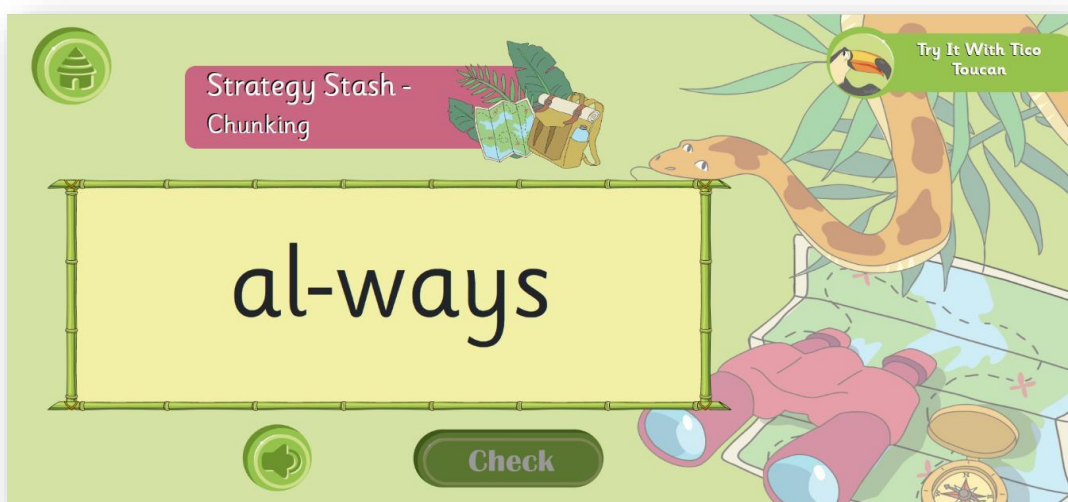 Strategy Stash -
Chunking
Try It With Tico
Toucan
al-ways
Check